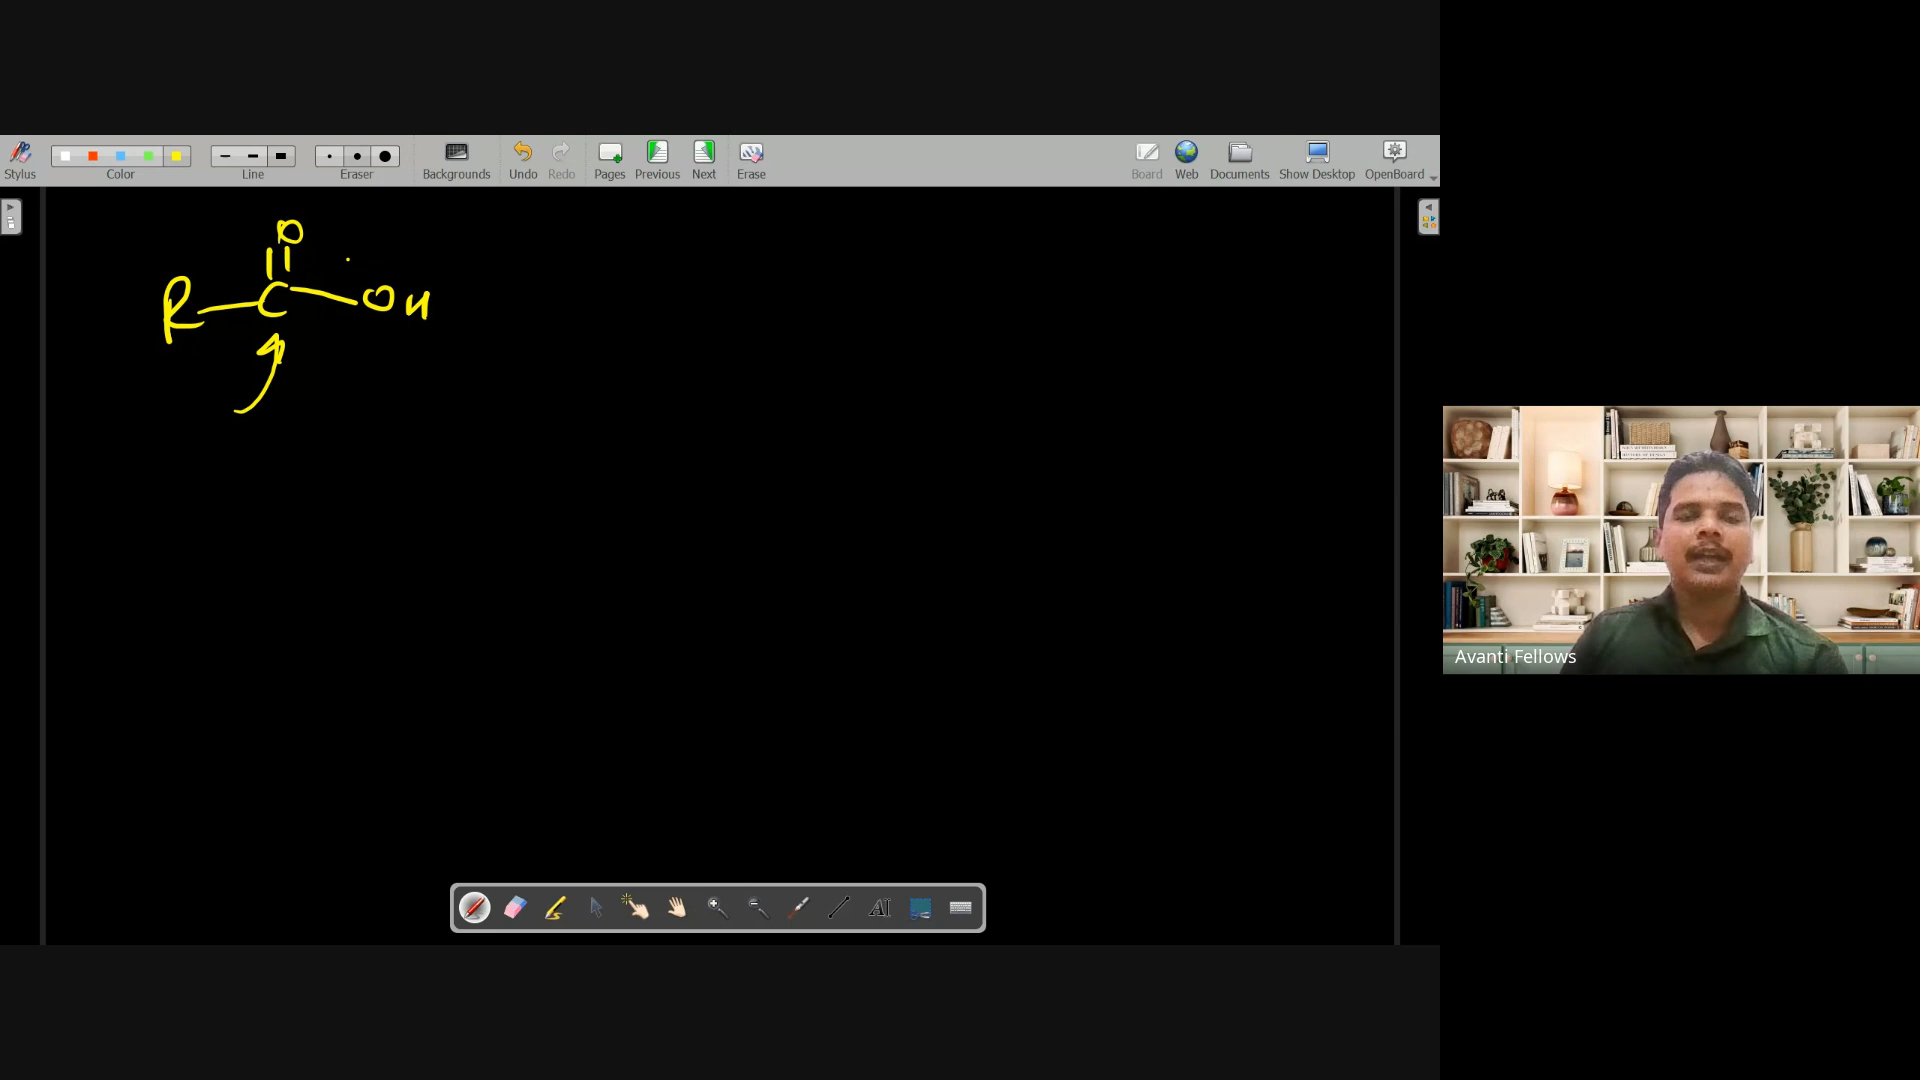 Stylus Color Line Eraser Backgrounds Undo Redo Pages Previous Next Erase Board Web Documents Show Desktop OpenBoard
O
||
R-C-OH
AI
Avanti Fellows